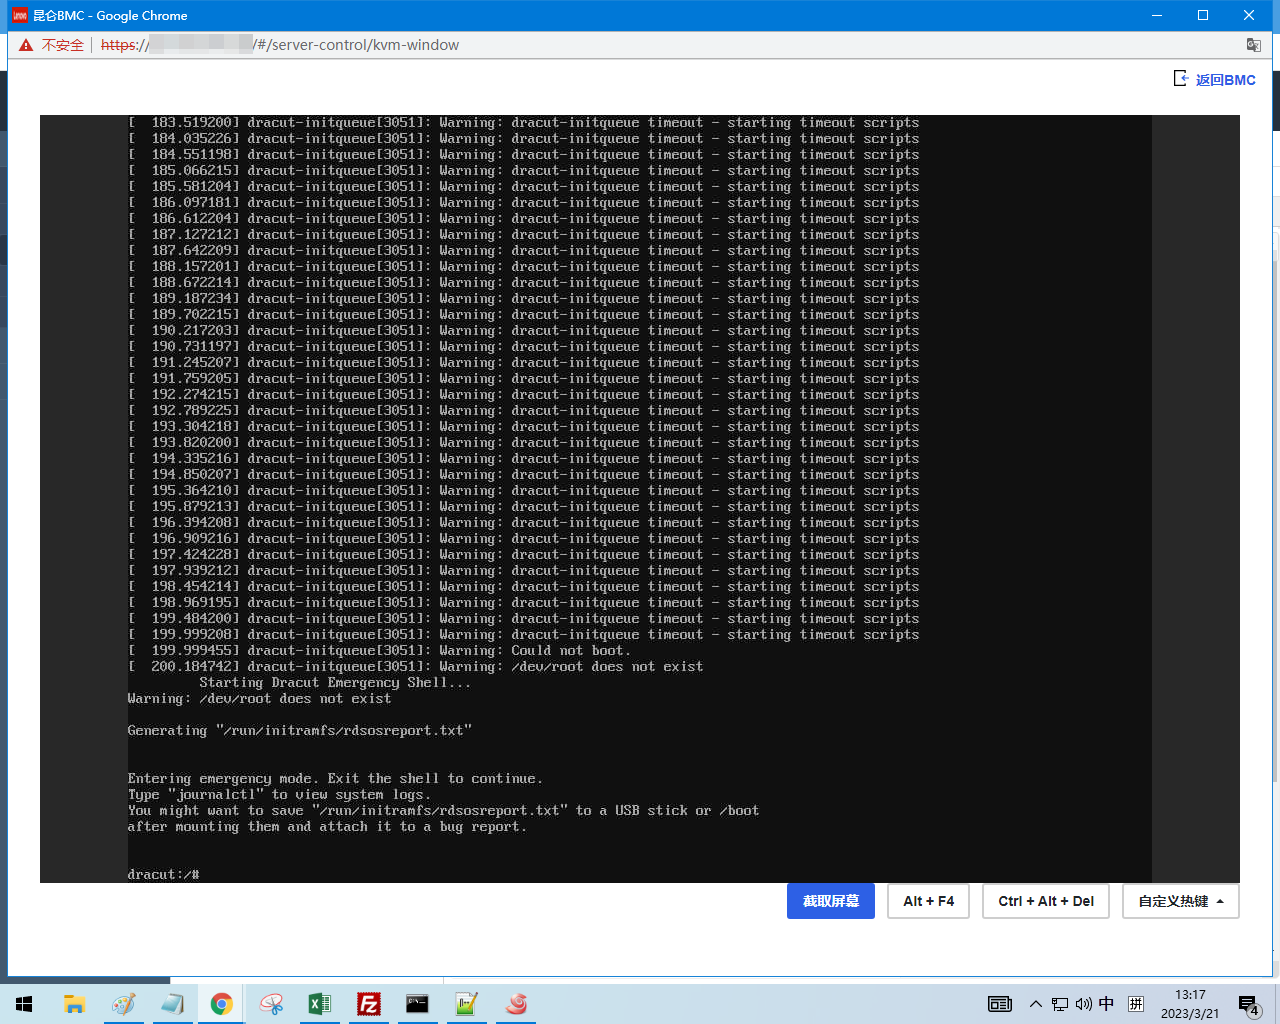 Lenovo 昆仑BMC - Google Chrome
不安全 https:// /#/server-control/kvm-window
返回BMC
[  183.519200] dracut-initqueue[3051]: Warning: dracut-initqueue timeout - starting timeout scripts
[  184.035226] dracut-initqueue[3051]: Warning: dracut-initqueue timeout - starting timeout scripts
[  184.551198] dracut-initqueue[3051]: Warning: dracut-initqueue timeout - starting timeout scripts
[  185.066215] dracut-initqueue[3051]: Warning: dracut-initqueue timeout - starting timeout scripts
[  185.581204] dracut-initqueue[3051]: Warning: dracut-initqueue timeout - starting timeout scripts
[  186.097181] dracut-initqueue[3051]: Warning: dracut-initqueue timeout - starting timeout scripts
[  186.612204] dracut-initqueue[3051]: Warning: dracut-initqueue timeout - starting timeout scripts
[  187.127212] dracut-initqueue[3051]: Warning: dracut-initqueue timeout - starting timeout scripts
[  187.642209] dracut-initqueue[3051]: Warning: dracut-initqueue timeout - starting timeout scripts
[  188.157201] dracut-initqueue[3051]: Warning: dracut-initqueue timeout - starting timeout scripts
[  188.672214] dracut-initqueue[3051]: Warning: dracut-initqueue timeout - starting timeout scripts
[  189.187234] dracut-initqueue[3051]: Warning: dracut-initqueue timeout - starting timeout scripts
[  189.702215] dracut-initqueue[3051]: Warning: dracut-initqueue timeout - starting timeout scripts
[  190.217203] dracut-initqueue[3051]: Warning: dracut-initqueue timeout - starting timeout scripts
[  190.731197] dracut-initqueue[3051]: Warning: dracut-initqueue timeout - starting timeout scripts
[  191.245207] dracut-initqueue[3051]: Warning: dracut-initqueue timeout - starting timeout scripts
[  191.759205] dracut-initqueue[3051]: Warning: dracut-initqueue timeout - starting timeout scripts
[  192.274215] dracut-initqueue[3051]: Warning: dracut-initqueue timeout - starting timeout scripts
[  192.789225] dracut-initqueue[3051]: Warning: dracut-initqueue timeout - starting timeout scripts
[  193.304218] dracut-initqueue[3051]: Warning: dracut-initqueue timeout - starting timeout scripts
[  193.820200] dracut-initqueue[3051]: Warning: dracut-initqueue timeout - starting timeout scripts
[  194.335216] dracut-initqueue[3051]: Warning: dracut-initqueue timeout - starting timeout scripts
[  194.850207] dracut-initqueue[3051]: Warning: dracut-initqueue timeout - starting timeout scripts
[  195.364210] dracut-initqueue[3051]: Warning: dracut-initqueue timeout - starting timeout scripts
[  195.879213] dracut-initqueue[3051]: Warning: dracut-initqueue timeout - starting timeout scripts
[  196.394208] dracut-initqueue[3051]: Warning: dracut-initqueue timeout - starting timeout scripts
[  196.909216] dracut-initqueue[3051]: Warning: dracut-initqueue timeout - starting timeout scripts
[  197.424228] dracut-initqueue[3051]: Warning: dracut-initqueue timeout - starting timeout scripts
[  197.939212] dracut-initqueue[3051]: Warning: dracut-initqueue timeout - starting timeout scripts
[  198.454214] dracut-initqueue[3051]: Warning: dracut-initqueue timeout - starting timeout scripts
[  198.969195] dracut-initqueue[3051]: Warning: dracut-initqueue timeout - starting timeout scripts
[  199.484200] dracut-initqueue[3051]: Warning: dracut-initqueue timeout - starting timeout scripts
[  199.999208] dracut-initqueue[3051]: Warning: dracut-initqueue timeout - starting timeout scripts
[  199.999455] dracut-initqueue[3051]: Warning: Could not boot.
[  200.184742] dracut-initqueue[3051]: Warning: /dev/root does not exist
Starting Dracut Emergency Shell...
Warning: /dev/root does not exist
Generating "/run/initramfs/rdsosreport.txt"
Entering emergency mode. Exit the shell to continue.
Type "journalctl" to view system logs.
You might want to save "/run/initramfs/rdsosreport.txt" to a USB stick or /boot
after mounting them and attach it to a bug report.
dracut:/#
截取屏幕 Alt + F4 Ctrl + Alt + Del 自定义热键
中 拼 13:17 4
2023/3/21